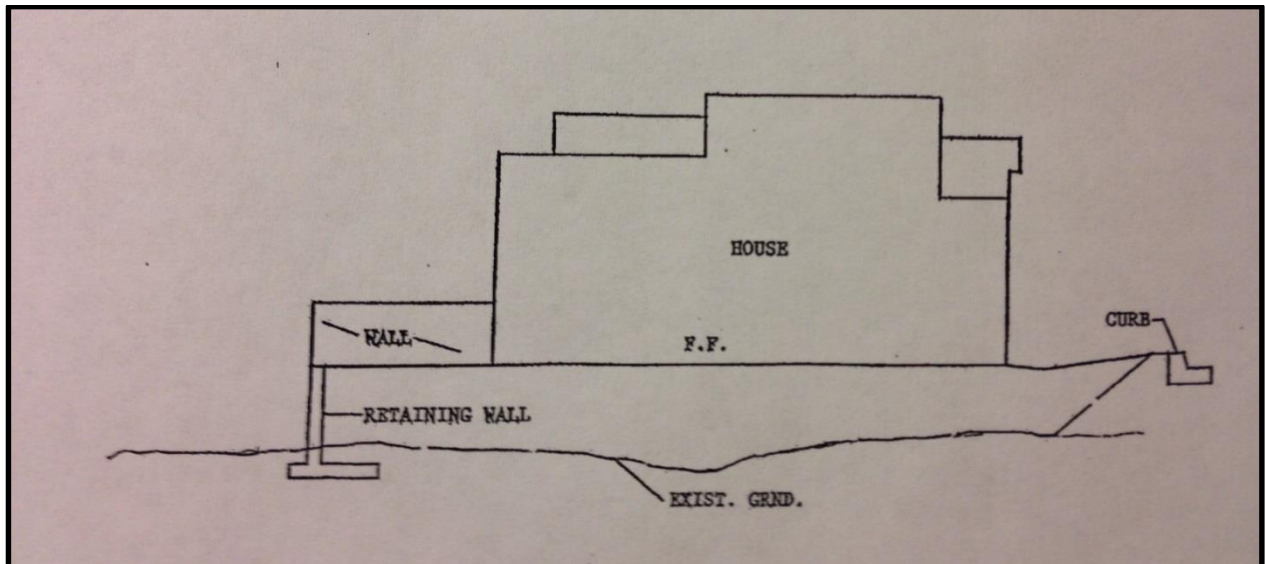 HOUSE
CURB
WALL
F.F.
RETAINING WALL
EXIST. GRND.